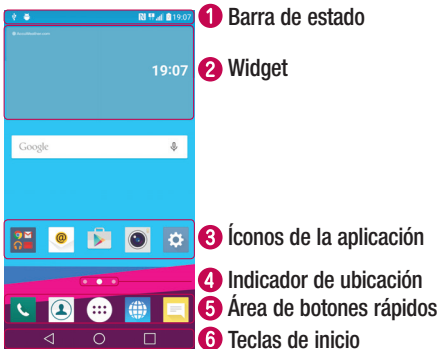 19:07
1 Barra de estado
19:07
2 Widget
Google
3 Íconos de la aplicación
4 Indicador de ubicación
5 Área de botones rápidos
6 Teclas de inicio